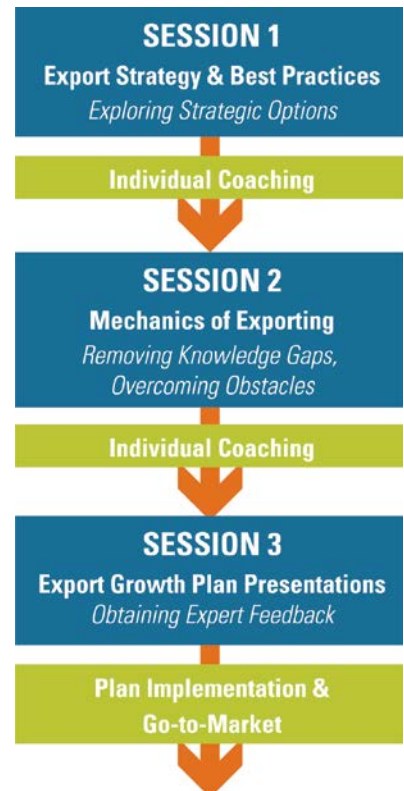 SESSION 1
Export Strategy & Best Practices
Exploring Strategic Options
Individual Coaching
SESSION 2
Mechanics of Exporting
Removing Knowledge Gaps,
Overcoming Obstacles
Individual Coaching
SESSION 3
Export Growth Plan Presentations
Obtaining Expert Feedback
Plan Implementation &
Go-to-Market